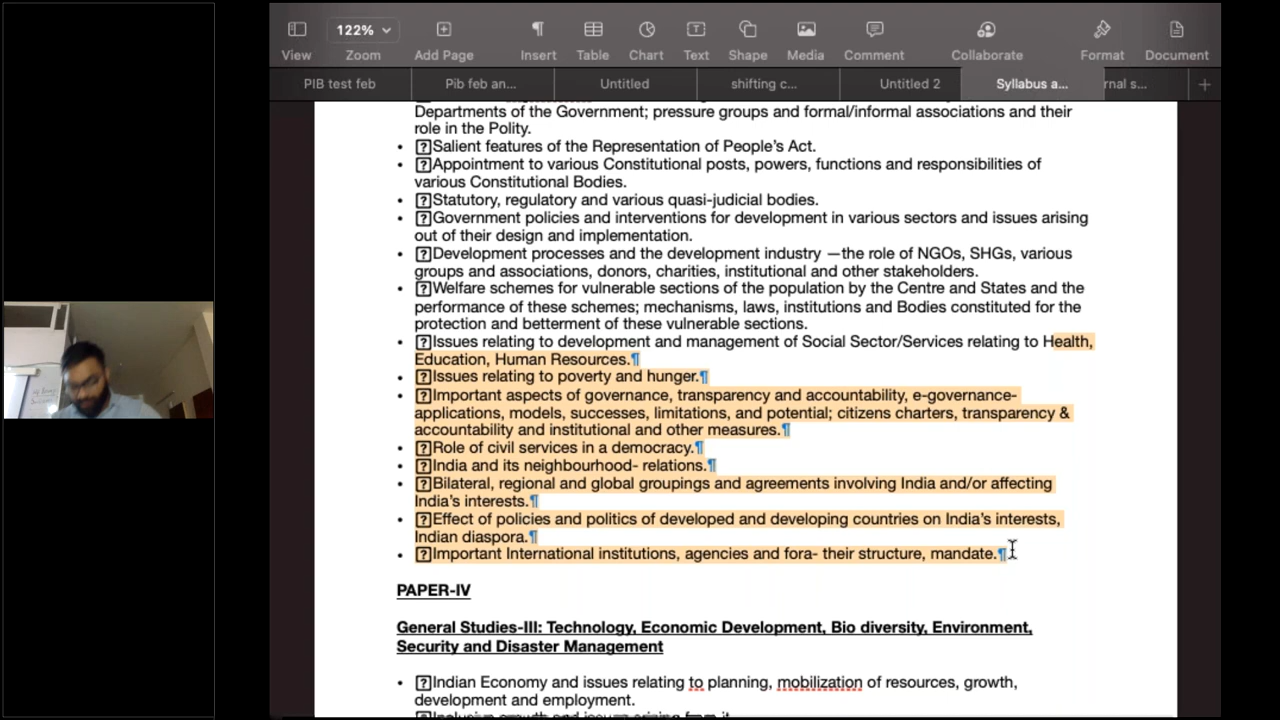 122%
View
Zoom
Add Page
Insert
Table
Chart
Text
Shape
Media
Comment
Collaborate
Format
Document
PIB test feb
Pib feb an...
Untitled
shifting c...
Untitled 2
Syllabus a...
rnal s...
Departments of the Government; pressure groups and formal/informal associations and their
role in the Polity.
• Salient features of the Representation of People’s Act.
• Appointment to various Constitutional posts, powers, functions and responsibilities of
various Constitutional Bodies.
• Statutory, regulatory and various quasi-judicial bodies.
• Government policies and interventions for development in various sectors and issues arising
out of their design and implementation.
• Development processes and the development industry —the role of NGOs, SHGs, various
groups and associations, donors, charities, institutional and other stakeholders.
• Welfare schemes for vulnerable sections of the population by the Centre and States and the
performance of these schemes; mechanisms, laws, institutions and Bodies constituted for the
protection and betterment of these vulnerable sections.
• Issues relating to development and management of Social Sector/Services relating to Health,
Education, Human Resources.¶
• Issues relating to poverty and hunger.¶
• Important aspects of governance, transparency and accountability, e-governance-
applications, models, successes, limitations, and potential; citizens charters, transparency &
accountability and institutional and other measures.¶
• Role of civil services in a democracy.¶
• India and its neighbourhood- relations.¶
• Bilateral, regional and global groupings and agreements involving India and/or affecting
India’s interests.¶
• Effect of policies and politics of developed and developing countries on India’s interests,
Indian diaspora.¶
• Important International institutions, agencies and fora- their structure, mandate.¶
PAPER-IV
General Studies-III: Technology, Economic Development, Bio diversity, Environment,
Security and Disaster Management
• Indian Economy and issues relating to planning, mobilization of resources, growth,
development and employment.